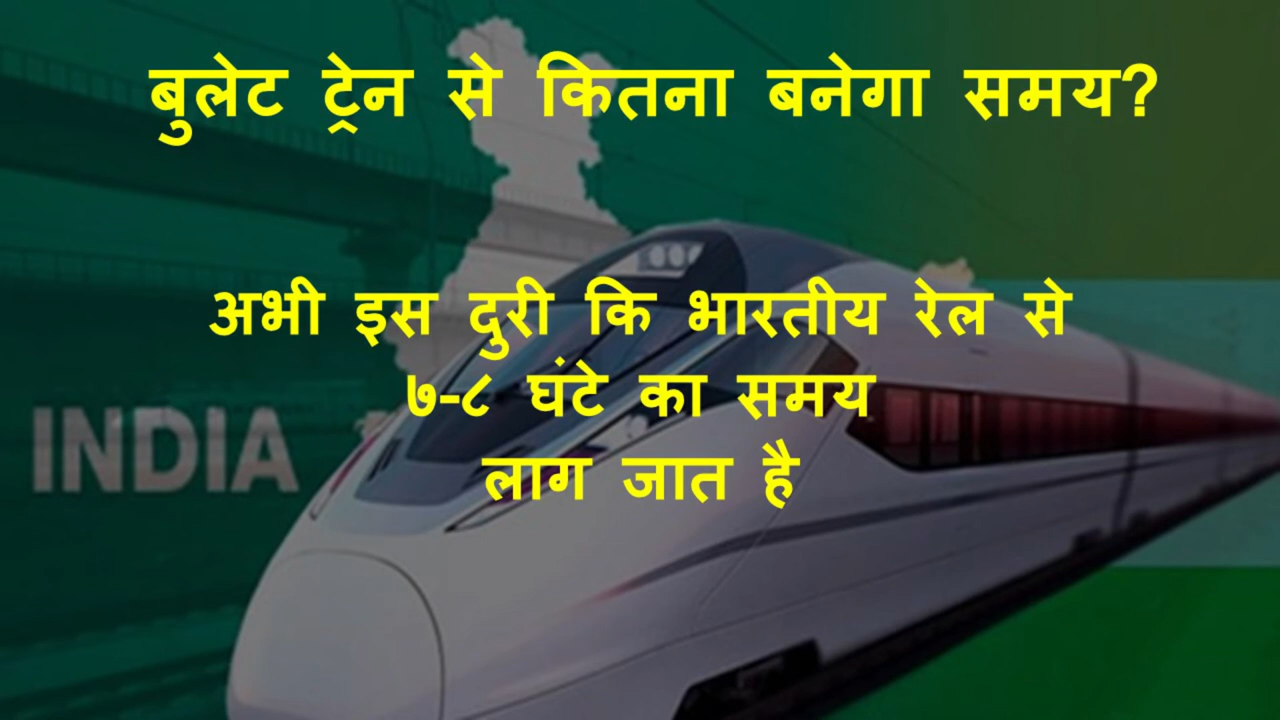 बुलेट ट्रेन से कितना बनेगा समय?
अभी इस दुरी कि भारतीय रेल से
७-८ घंटे का समय
लाग जात है
INDIA